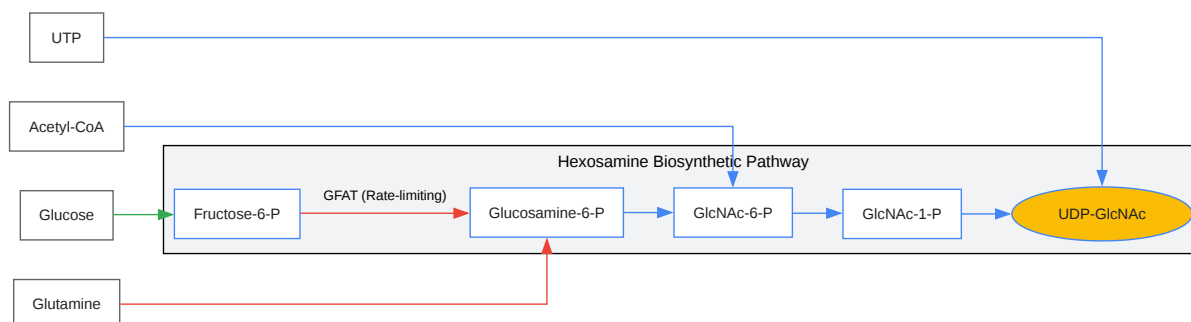 UTP
Acetyl-CoA
Hexosamine Biosynthetic Pathway
Glucose
Fructose-6-P
GFAT (Rate-limiting)
Glucosamine-6-P
GlcNAc-6-P
GlcNAc-1-P
UDP-GlcNAc
Glutamine